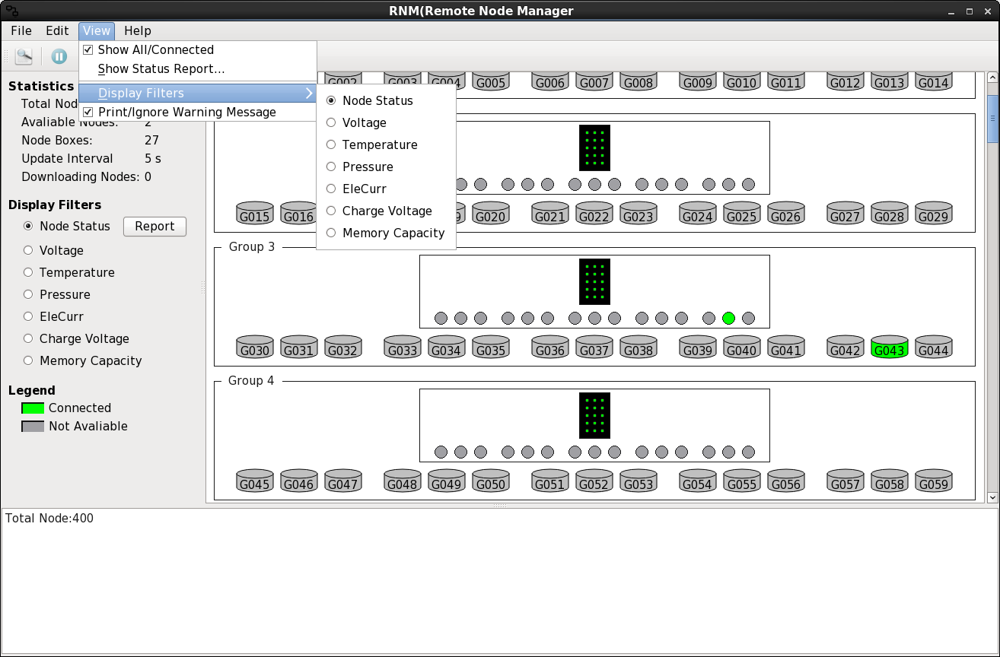 RNM(Remote Node Manager
File Edit View Help
Show All/Connected
Show Status Report...
Display Filters
Print/Ignore Warning Message
Node Status
Voltage
Temperature
Pressure
EleCurr
Charge Voltage
Memory Capacity
Statistics
Total Nod
Avaliable Nodes: 2
Node Boxes: 27
Update Interval 5 s
Downloading Nodes: 0
Display Filters
Node Status Report
Voltage
Temperature
Pressure
EleCurr
Charge Voltage
Memory Capacity
Legend
Connected
Not Avaliable
G002 G003 G004 G005 G006 G007 G008 G009 G010 G011 G012 G013 G014
G015 G016 G020 G021 G022 G023 G024 G025 G026 G027 G028 G029
Group 3
G030 G031 G032 G033 G034 G035 G036 G037 G038 G039 G040 G041 G042 G043 G044
Group 4
G045 G046 G047 G048 G049 G050 G051 G052 G053 G054 G055 G056 G057 G058 G059
Total Node:400